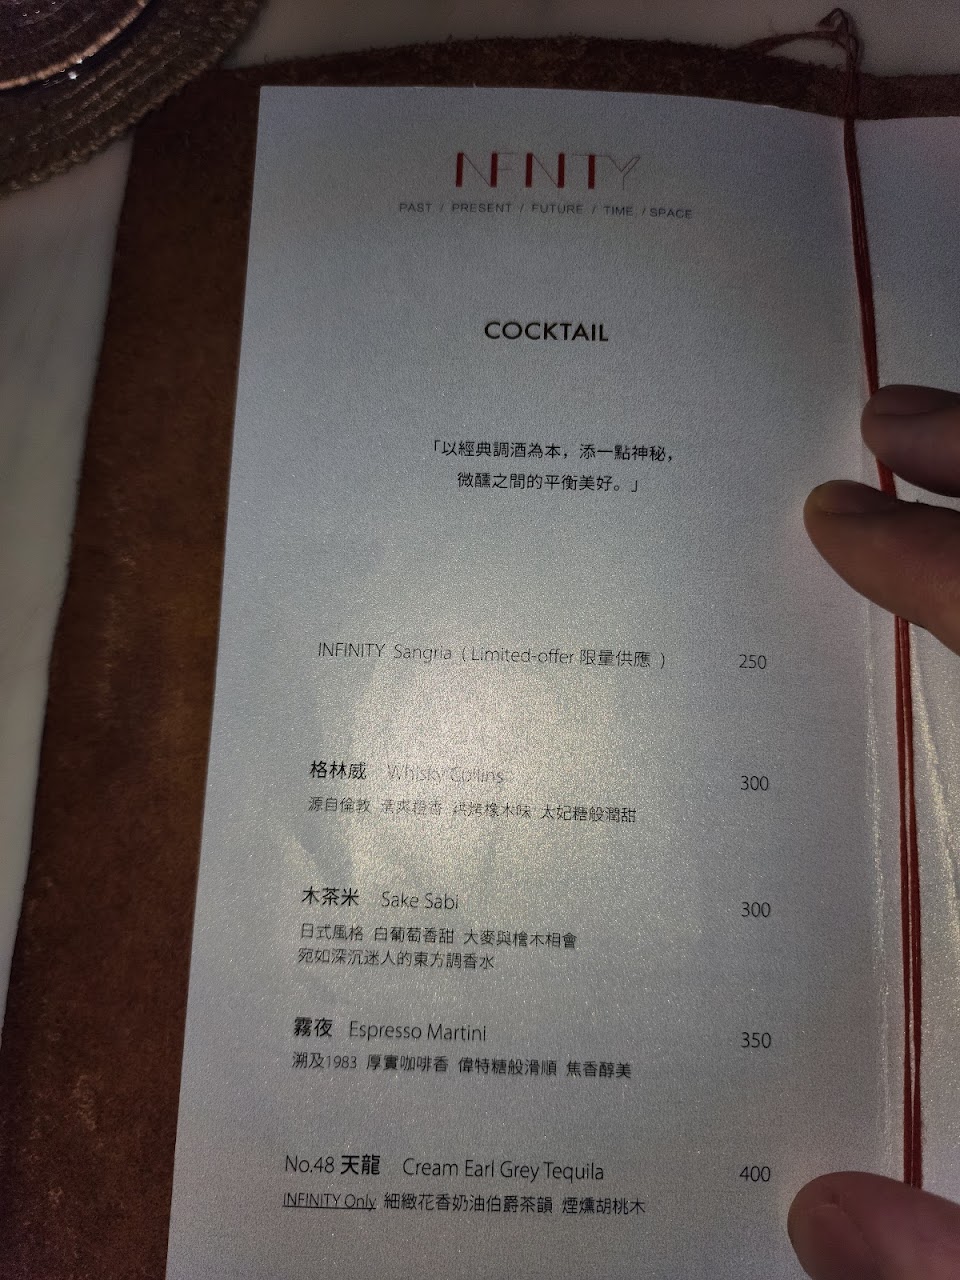 INFINITY
PAST / PRESENT / FUTURE / TIME / SPACE
COCKTAIL
「以經典調酒為本，添一點神秘，
微醺之間的平衡美好。」
INFINITY Sangria ( Limited-offer 限量供應 ) 250
格林威 Whisky Collins 300
源自倫敦 清爽橙香 烘烤橡木味 太妃糖般潤甜
木茶米 Sake Sabi 300
日式風格 白葡萄香甜 大麥與檜木相會
宛如深沉迷人的東方調香水
霧夜 Espresso Martini 350
溯及1983 厚實咖啡香 偉特糖般滑順 焦香醇美
No.48 天龍 Cream Earl Grey Tequila 400
INFINITY Only 細緻花香奶油伯爵茶韻 煙燻胡桃木